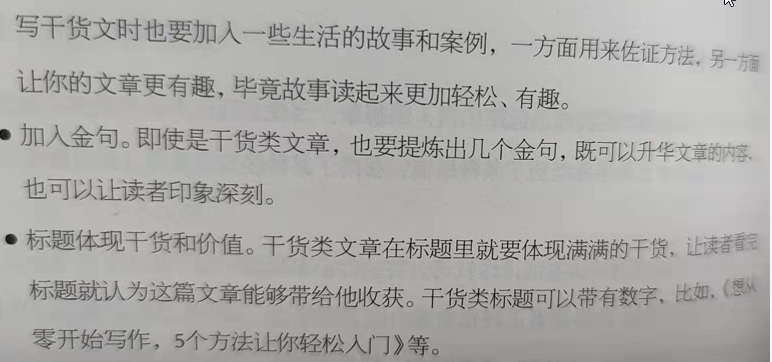 写干货文时也要加入一些生活的故事和案例，一方面用来佐证方法，另一方面
让你的文章更有趣，毕竟故事读起来更加轻松、有趣。
● 加入金句。即使是干货类文章，也要提炼出几个金句，既可以升华文章的内容，
也可以让读者印象深刻。
● 标题体现干货和价值。干货类文章在标题里就要体现满满的干货，让读者看完
标题就认为这篇文章能够带给他收获。干货类标题可以带有数字，比如，《想从
零开始写作，5个方法让你轻松入门》等。